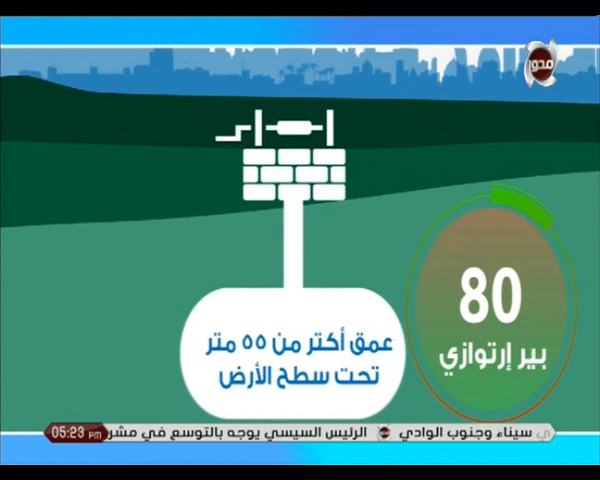 محور
80
بير إرتوازي
عمق أكتر من ٥٥ متر
تحت سطح الأرض
سيناء وجنوب الوادي
الرئيس السيسي يوجه بالتوسع في
05:23 PM